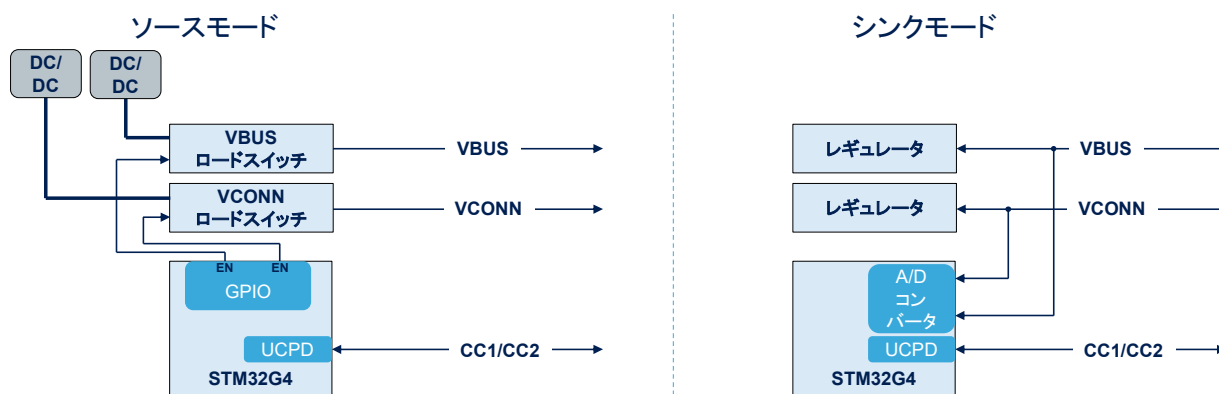 ソースモード
DC/
DC
DC/
DC
VBUS
ロードスイッチ
VBUS
VCONN
ロードスイッチ
VCONN
EN
EN
GPIO
UCPD
CC1/CC2
STM32G4
シンクモード
レギュレータ
VBUS
レギュレータ
VCONN
A/D
コン
バータ
UCPD
CC1/CC2
STM32G4